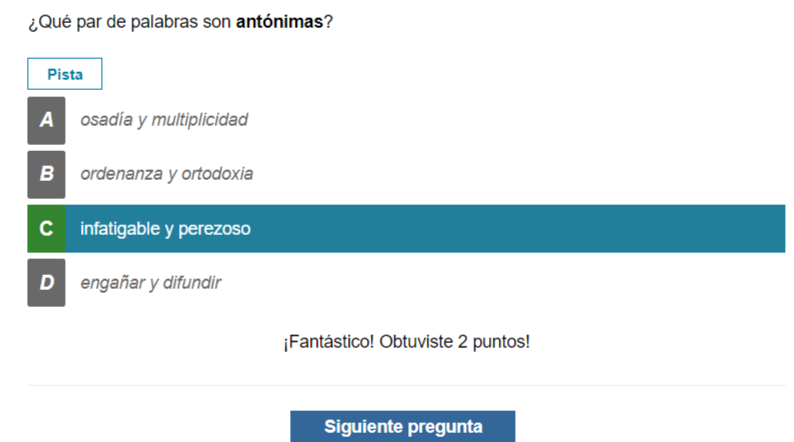 ¿Qué par de palabras son antónimas?
Pista
A osadía y multiplicidad
B ordenanza y ortodoxia
C infatigable y perezoso
D engañar y difundir
¡Fantástico! Obtuviste 2 puntos!
Siguiente pregunta